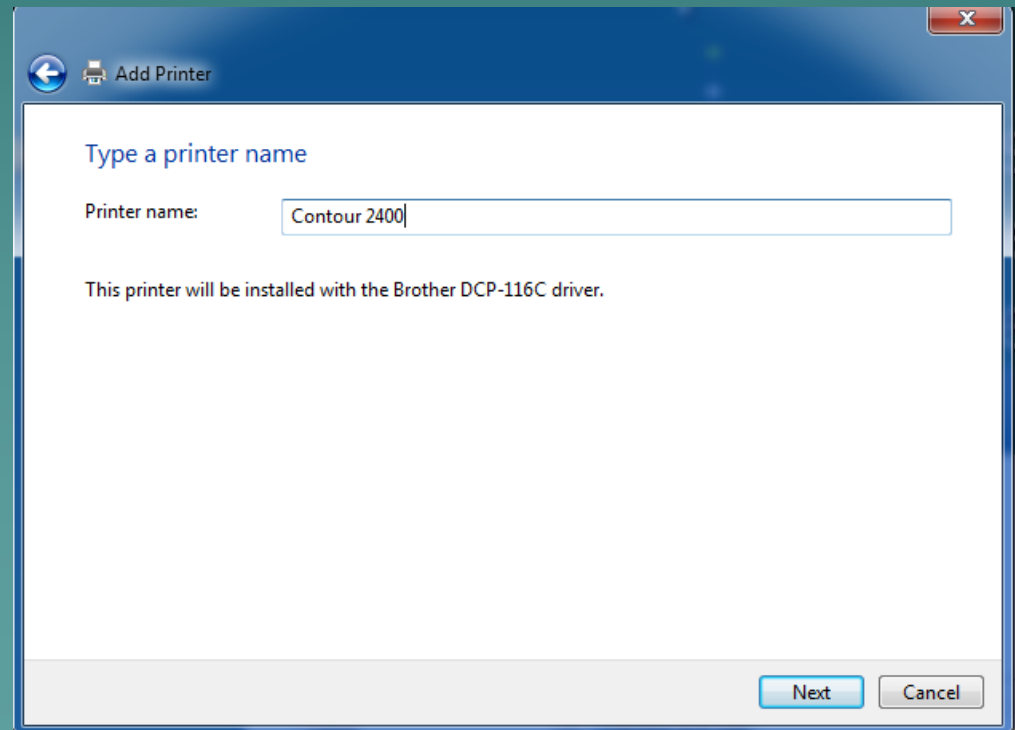 Add Printer
Type a printer name
Printer name: Contour 2400
This printer will be installed with the Brother DCP-116C driver.
Next Cancel